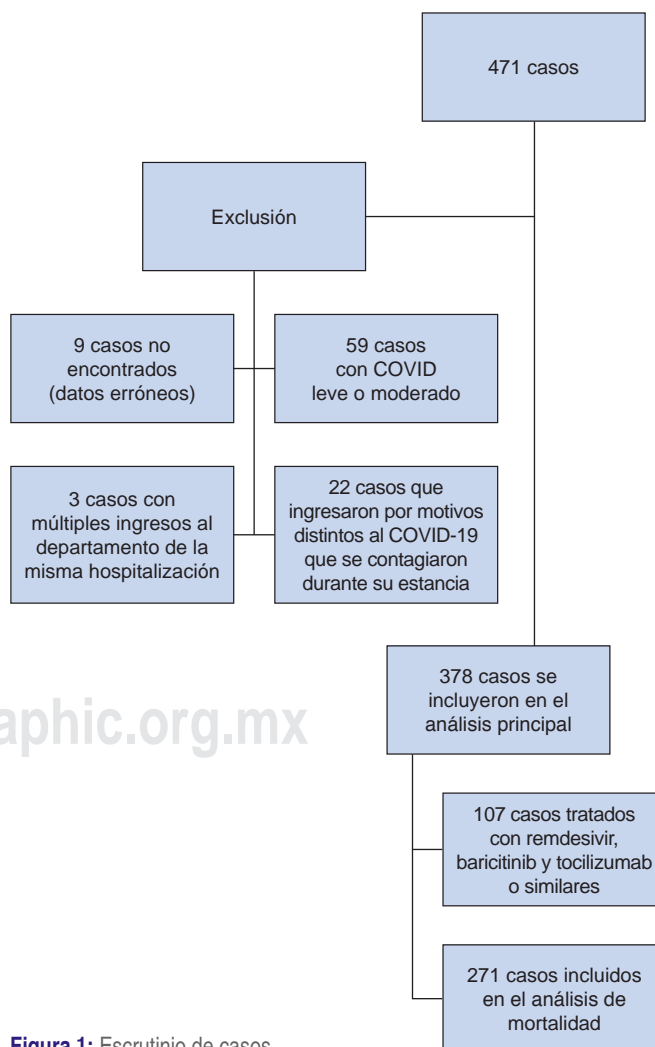 471 casos
Exclusión
9 casos no
encontrados
(datos erróneos)
59 casos
con COVID
leve o moderado
3 casos con
múltiples ingresos al
departamento de la
misma hospitalización
22 casos que
ingresaron por motivos
distintos al COVID-19
que se contagiaron
durante su estancia
378 casos se
incluyeron en el
análisis principal
aphic.org.mx
107 casos tratados
con remdesivir,
baricitinib y tocilizumab
o similares
271 casos incluidos
en el análisis de
mortalidad
Figura 1: Escrutinio de casos.